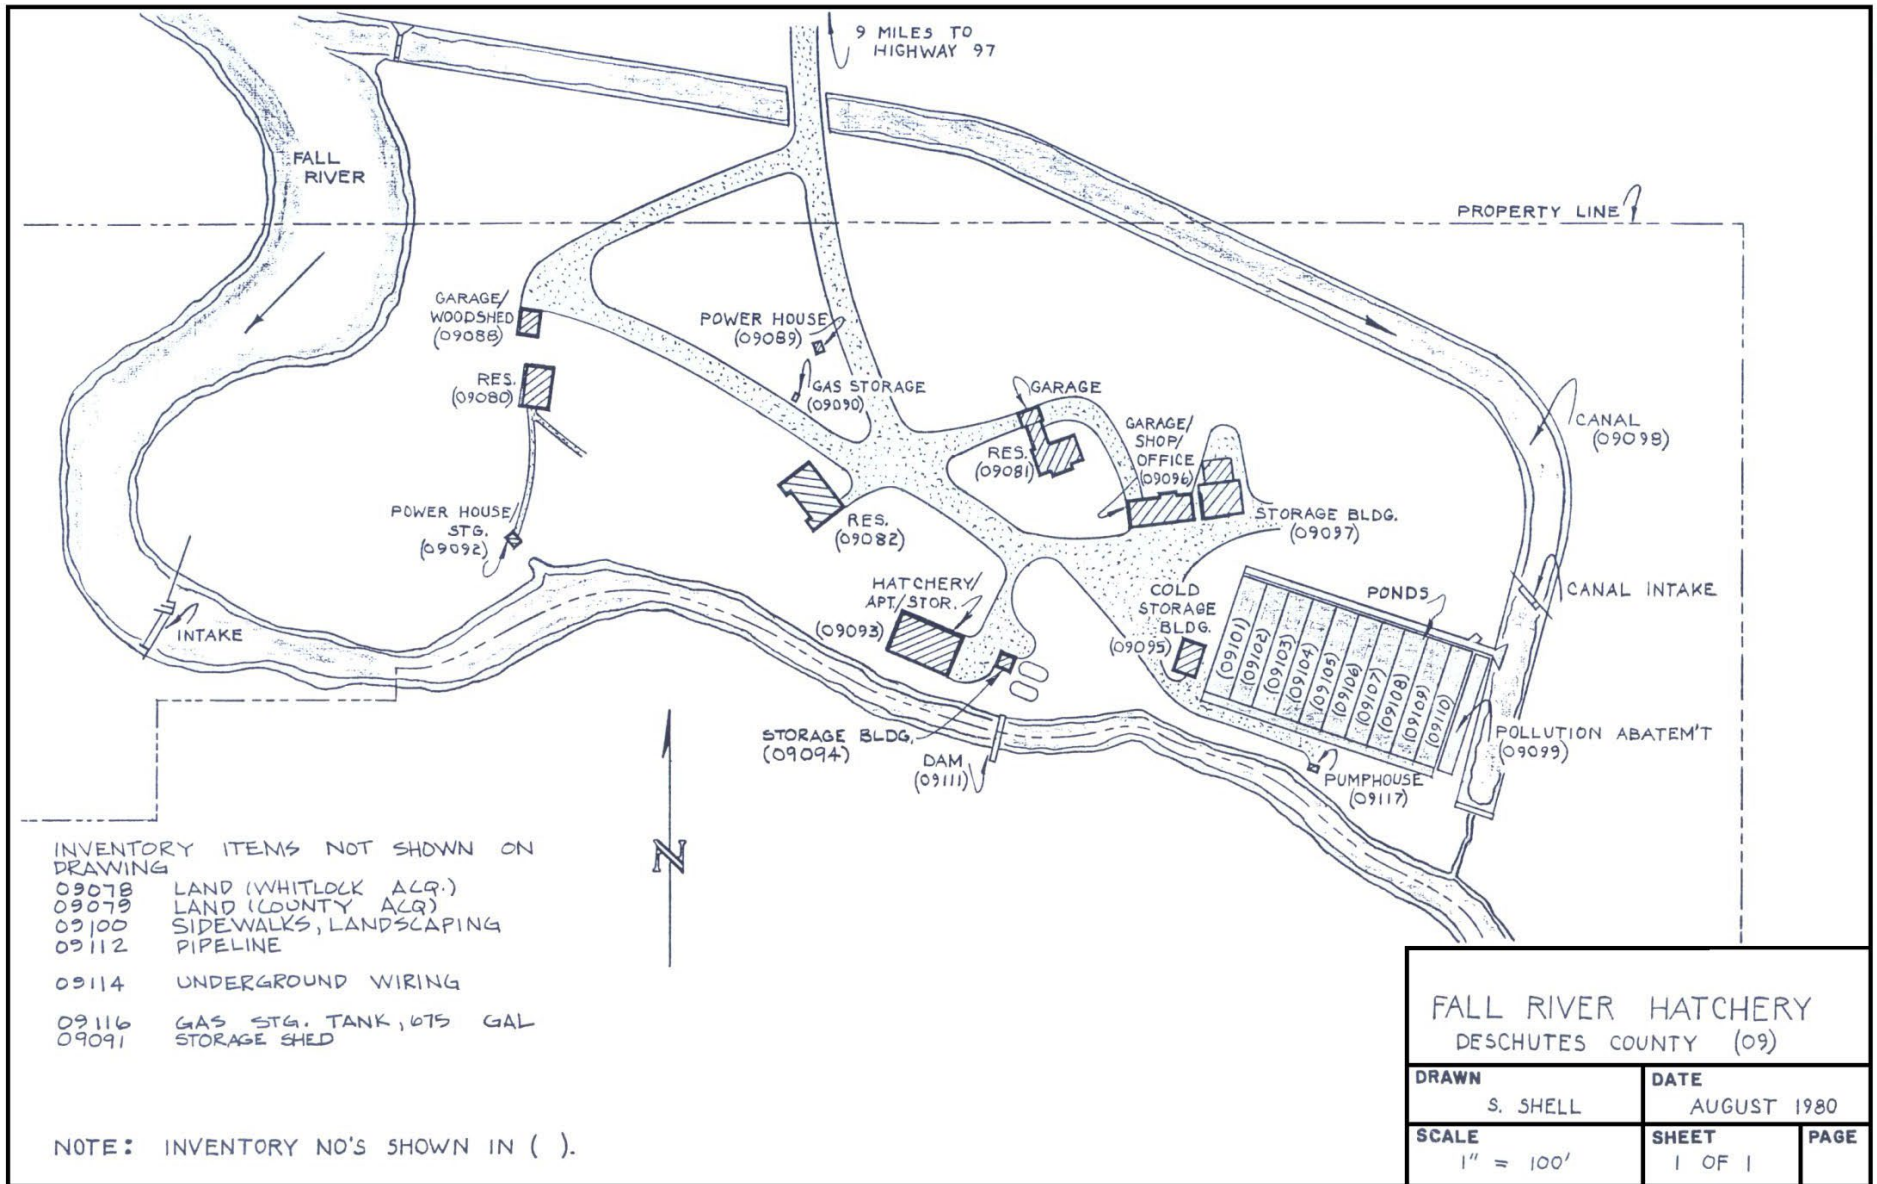 9 MILES TO
HIGHWAY 97
FALL
RIVER
PROPERTY LINE
GARAGE/
WOODSHED
(09088)
POWER HOUSE
(09089)
RES.
(09080)
GAS STORAGE
(09090)
GARAGE
GARAGE/
SHOP/
OFFICE
(09096)
RES.
(09081)
CANAL
(09098)
POWER HOUSE/
STG.
(09092)
RES.
(09082)
STORAGE BLDG.
(09097)
HATCHERY/
APT./STOR.
(09093)
COLD
STORAGE
BLDG.
(09095)
PONDS
CANAL INTAKE
INTAKE
(09101)
(09102)
(09103)
(09104)
(09105)
(09106)
(09107)
(09108)
(09109)
(09110)
STORAGE BLDG.
(09094)
DAM
(09111)
POLLUTION ABATEM'T
(09099)
PUMPHOUSE
(09117)
N
INVENTORY ITEMS NOT SHOWN ON
DRAWING
09078 LAND (WHITLOCK ACQ.)
09079 LAND (COUNTY ACQ)
09100 SIDEWALKS, LANDSCAPING
09112 PIPELINE
09114 UNDERGROUND WIRING
09116 GAS STG. TANK, 675 GAL
09091 STORAGE SHED
NOTE: INVENTORY NO'S SHOWN IN ( ).
FALL RIVER HATCHERY
DESCHUTES COUNTY (09)
DRAWN
S. SHELL
DATE
AUGUST 1980
SCALE
1" = 100'
SHEET
1 OF 1
PAGE